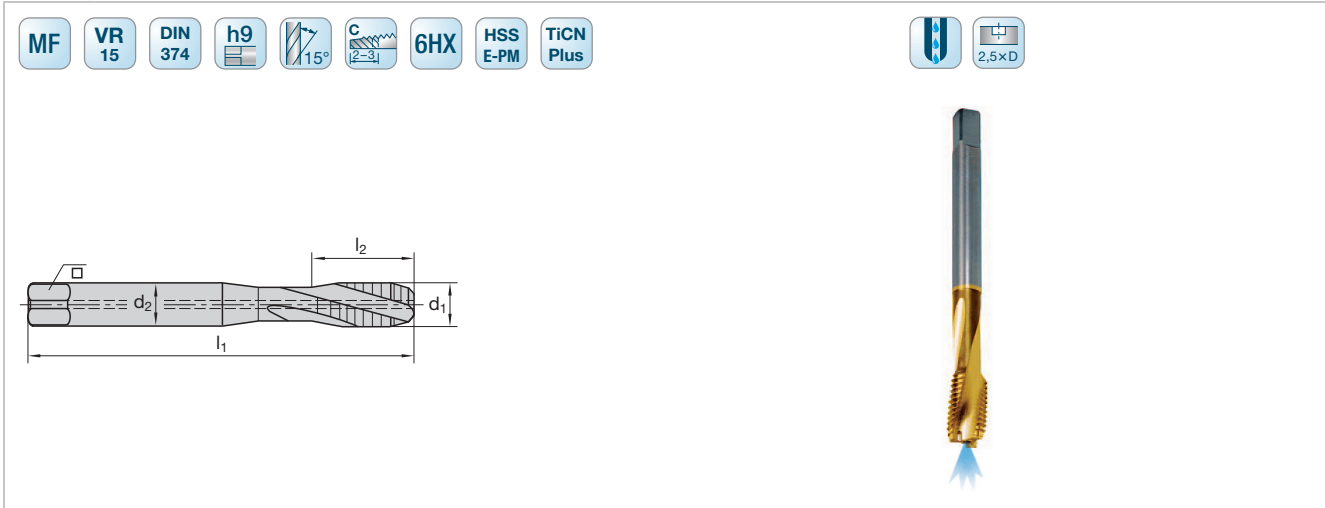 MF
VR
15
DIN
374
h9
15°
C
2–3
6HX
HSS
E-PM
TiCN
Plus
2,5×D
l₂
d₂
d₁
l₁